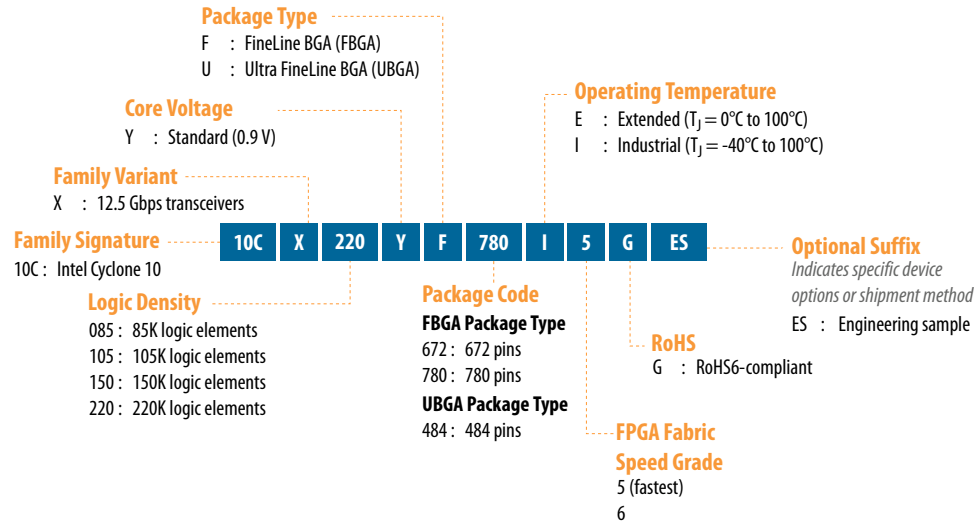 Package Type
F : FineLine BGA (FBGA)
U : Ultra FineLine BGA (UBGA)
Operating Temperature
E : Extended (TJ = 0°C to 100°C)
I : Industrial (TJ = -40°C to 100°C)
Core Voltage
Y : Standard (0.9 V)
Family Variant
X : 12.5 Gbps transceivers
Family Signature
10C : Intel Cyclone 10
10C X 220 Y F 780 I 5 G ES
Optional Suffix
Indicates specific device
options or shipment method
ES : Engineering sample
Logic Density
085 : 85K logic elements
105 : 105K logic elements
150 : 150K logic elements
220 : 220K logic elements
Package Code
FBGA Package Type
672 : 672 pins
780 : 780 pins
UBGA Package Type
484 : 484 pins
RoHS
G : RoHS6-compliant
FPGA Fabric
Speed Grade
5 (fastest)
6